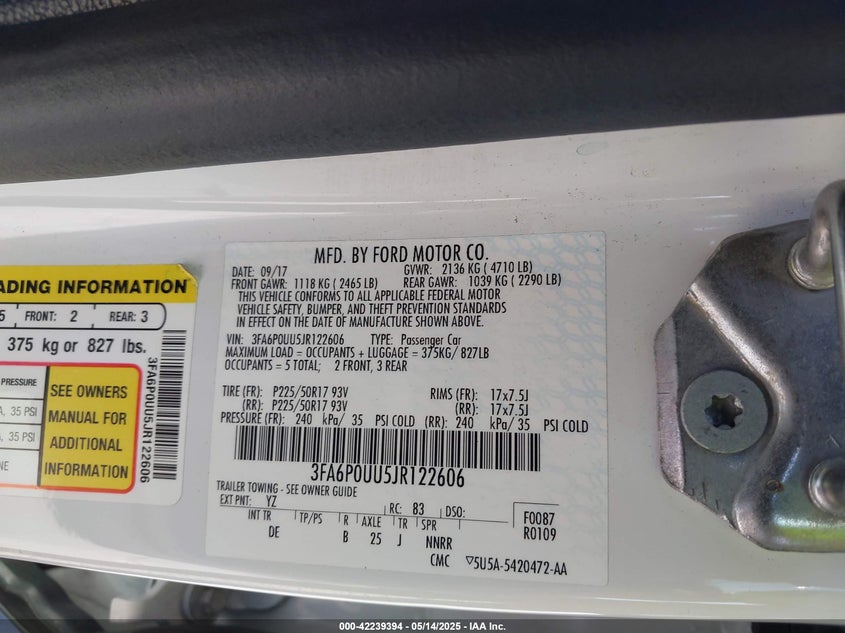 ADING INFORMATION
5 FRONT: 2 REAR: 3
375 kg or 827 lbs.
PRESSURE
A, 35 PSI
, 35 PSI
NE
SEE OWNERS
MANUAL FOR
ADDITIONAL
INFORMATION
3FA6P0UU5JR122606
MFD. BY FORD MOTOR CO.
DATE: 09/17 GVWR: 2136 KG ( 4710 LB)
FRONT GAWR: 1118 KG ( 2465 LB) REAR GAWR: 1039 KG ( 2290 LB)
THIS VEHICLE CONFORMS TO ALL APPLICABLE FEDERAL MOTOR
VEHICLE SAFETY, BUMPER, AND THEFT PREVENTION STANDARDS
IN EFFECT ON THE DATE OF MANUFACTURE SHOWN ABOVE.
VIN: 3FA6P0UU5JR122606 TYPE: Passenger Car
MAXIMUM LOAD = OCCUPANTS + LUGGAGE = 375KG/ 827LB
OCCUPANTS = 5 TOTAL; 2 FRONT, 3 REAR
TIRE (FR): P225/50R17 93V RIMS (FR): 17x7.5J
(RR): P225/50R17 93V (RR): 17x7.5J
PRESSURE (FR): 240 kPa/ 35 PSI COLD (RR): 240 kPa/ 35 PSI COLD
3FA6P0UU5JR122606
TRAILER TOWING - SEE OWNER GUIDE
EXT PNT: YZ RC: 83 DSO:
INT TR TP/PS R AXLE TR SPR
DE B 25 J NNRR
F0087
R0109
CMC 5U5A-5420472-AA
000-42239394 - 05/14/2025 - IAA Inc.